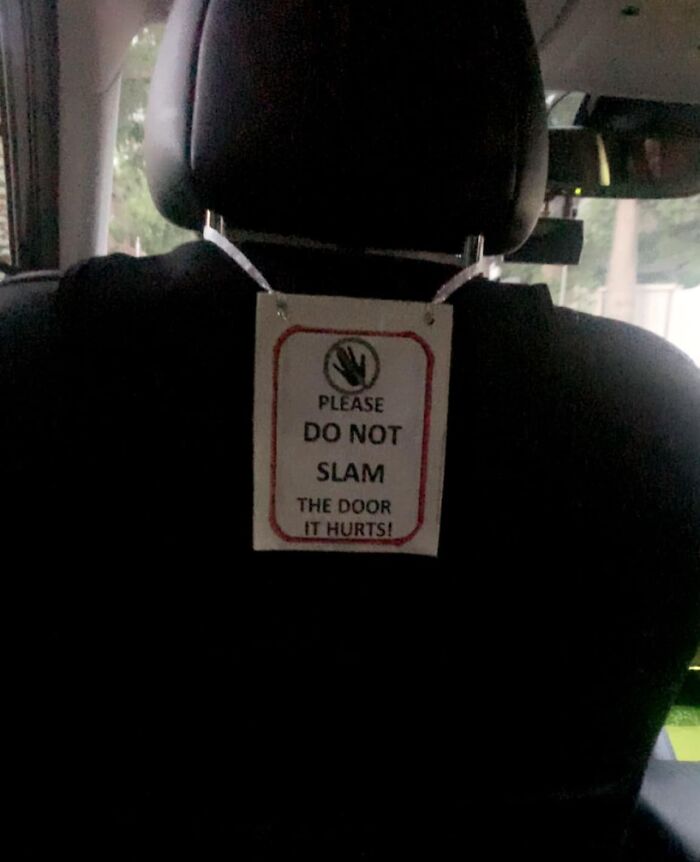 PLEASE
DO NOT
SLAM
THE DOOR
IT HURTS!